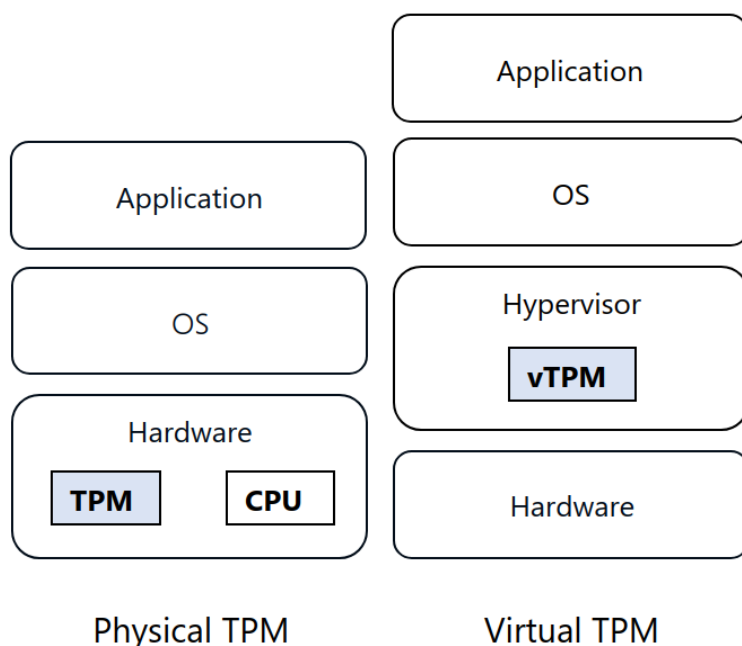 Application
OS
Hardware
TPM
CPU
Physical TPM
Application
OS
Hypervisor
vTPM
Hardware
Virtual TPM